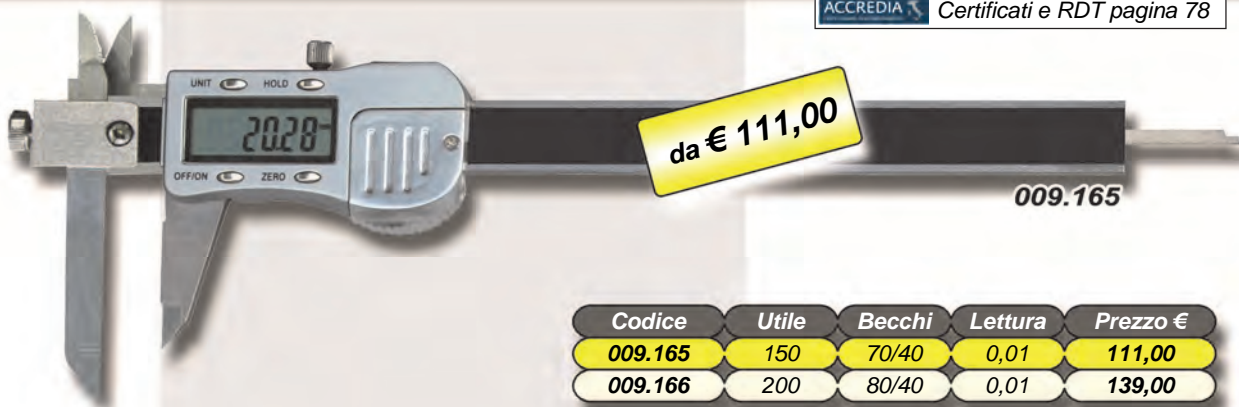 ACCREDIA Certificati e RDT pagina 78
UNIT HOLD
20.28
OFF/ON ZERO
da € 111,00
009.165
Codice Utile Becchi Lettura Prezzo €
009.165 150 70/40 0,01 111,00
009.166 200 80/40 0,01 139,00